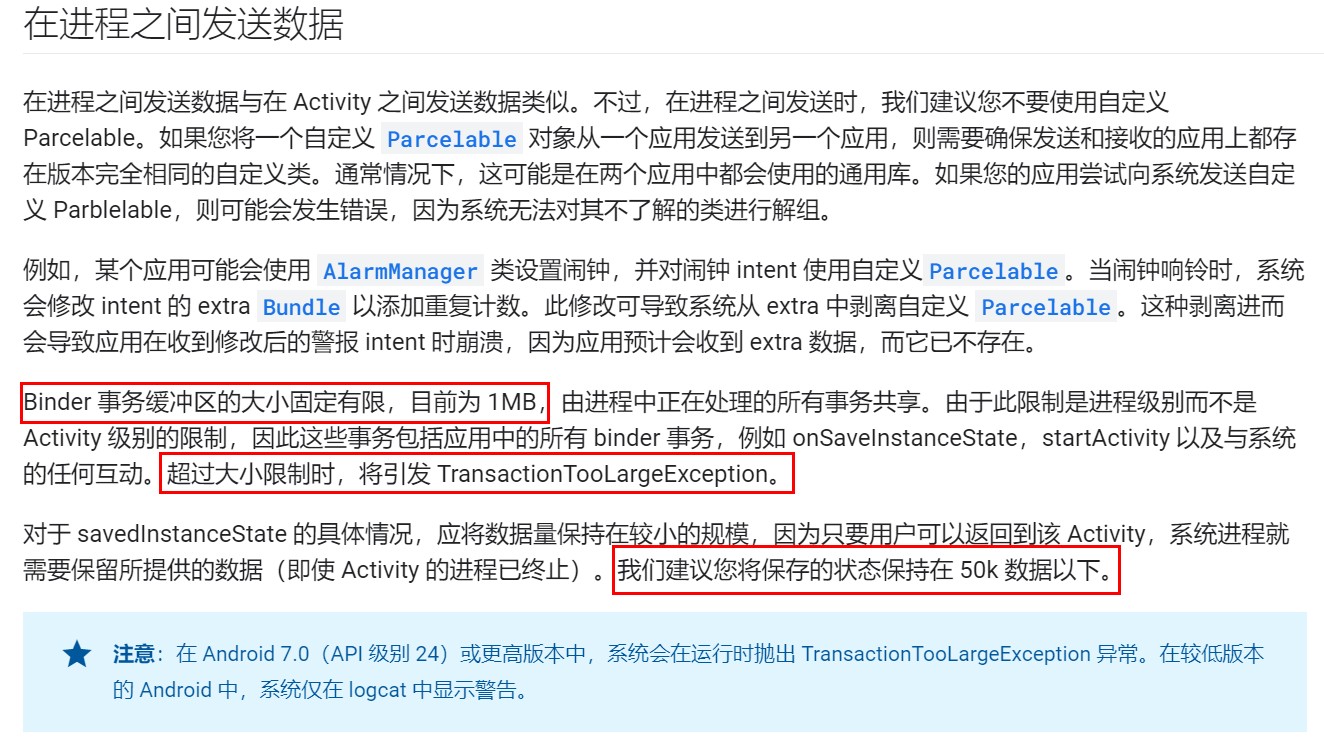 在进程之间发送数据
在进程之间发送数据与在 Activity 之间发送数据类似。不过，在进程之间发送时，我们建议您不要使用自定义
Parcelable。如果您将一个自定义 Parcelable 对象从一个应用发送到另一个应用，则需要确保发送和接收的应用上都存
在版本完全相同的自定义类。通常情况下，这可能是在两个应用中都会使用的通用库。如果您的应用尝试向系统发送自定
义 Parblelable，则可能会发生错误，因为系统无法对其不了解的类进行解组。
例如，某个应用可能会使用 AlarmManager 类设置闹钟，并对闹钟 intent 使用自定义 Parcelable。当闹钟响铃时，系统
会修改 intent 的 extra Bundle 以添加重复计数。此修改可导致系统从 extra 中剥离自定义 Parcelable。这种剥离进而
会导致应用在收到修改后的警报 intent 时崩溃，因为应用预计会收到 extra 数据，而它已不存在。
Binder 事务缓冲区的大小固定有限，目前为 1MB，由进程中正在处理的所有事务共享。由于此限制是进程级别而不是
Activity 级别的限制，因此这些事务包括应用中的所有 binder 事务，例如 onSaveInstanceState，startActivity 以及与系统
的任何互动。超过大小限制时，将引发 TransactionTooLargeException。
对于 savedInstanceState 的具体情况，应将数据量保持在较小的规模，因为只要用户可以返回到该 Activity，系统进程就
需要保留所提供的数据（即使 Activity 的进程已终止）。我们建议您将保存的状态保持在 50k 数据以下。
注意：在 Android 7.0（API 级别 24）或更高版本中，系统会在运行时抛出 TransactionTooLargeException 异常。在较低版本
的 Android 中，系统仅在 logcat 中显示警告。